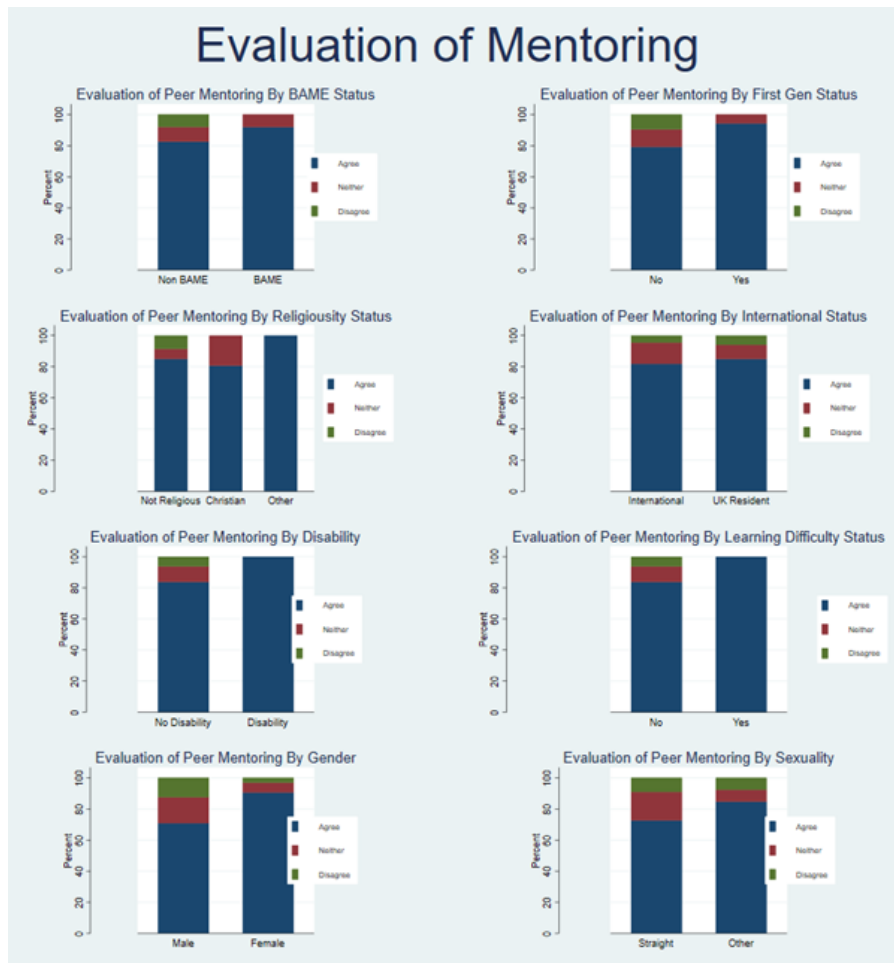 Evaluation of Mentoring
Evaluation of Peer Mentoring By BAME Status
Percent
100
80
60
40
20
0
Non BAME BAME
Agree
Neither
Disagree
Evaluation of Peer Mentoring By First Gen Status
Percent
100
80
60
40
20
0
No Yes
Agree
Neither
Disagree
Evaluation of Peer Mentoring By Religiousity Status
Percent
100
80
60
40
20
0
Not Religious Christian Other
Agree
Neither
Disagree
Evaluation of Peer Mentoring By International Status
Percent
100
80
60
40
20
0
International UK Resident
Agree
Neither
Disagree
Evaluation of Peer Mentoring By Disability
Percent
100
80
60
40
20
0
No Disability Disability
Agree
Neither
Disagree
Evaluation of Peer Mentoring By Learning Difficulty Status
Percent
100
80
60
40
20
0
No Yes
Agree
Neither
Disagree
Evaluation of Peer Mentoring By Gender
Percent
100
80
60
40
20
0
Male Female
Agree
Neither
Disagree
Evaluation of Peer Mentoring By Sexuality
Percent
100
80
60
40
20
0
Straight Other
Agree
Neither
Disagree